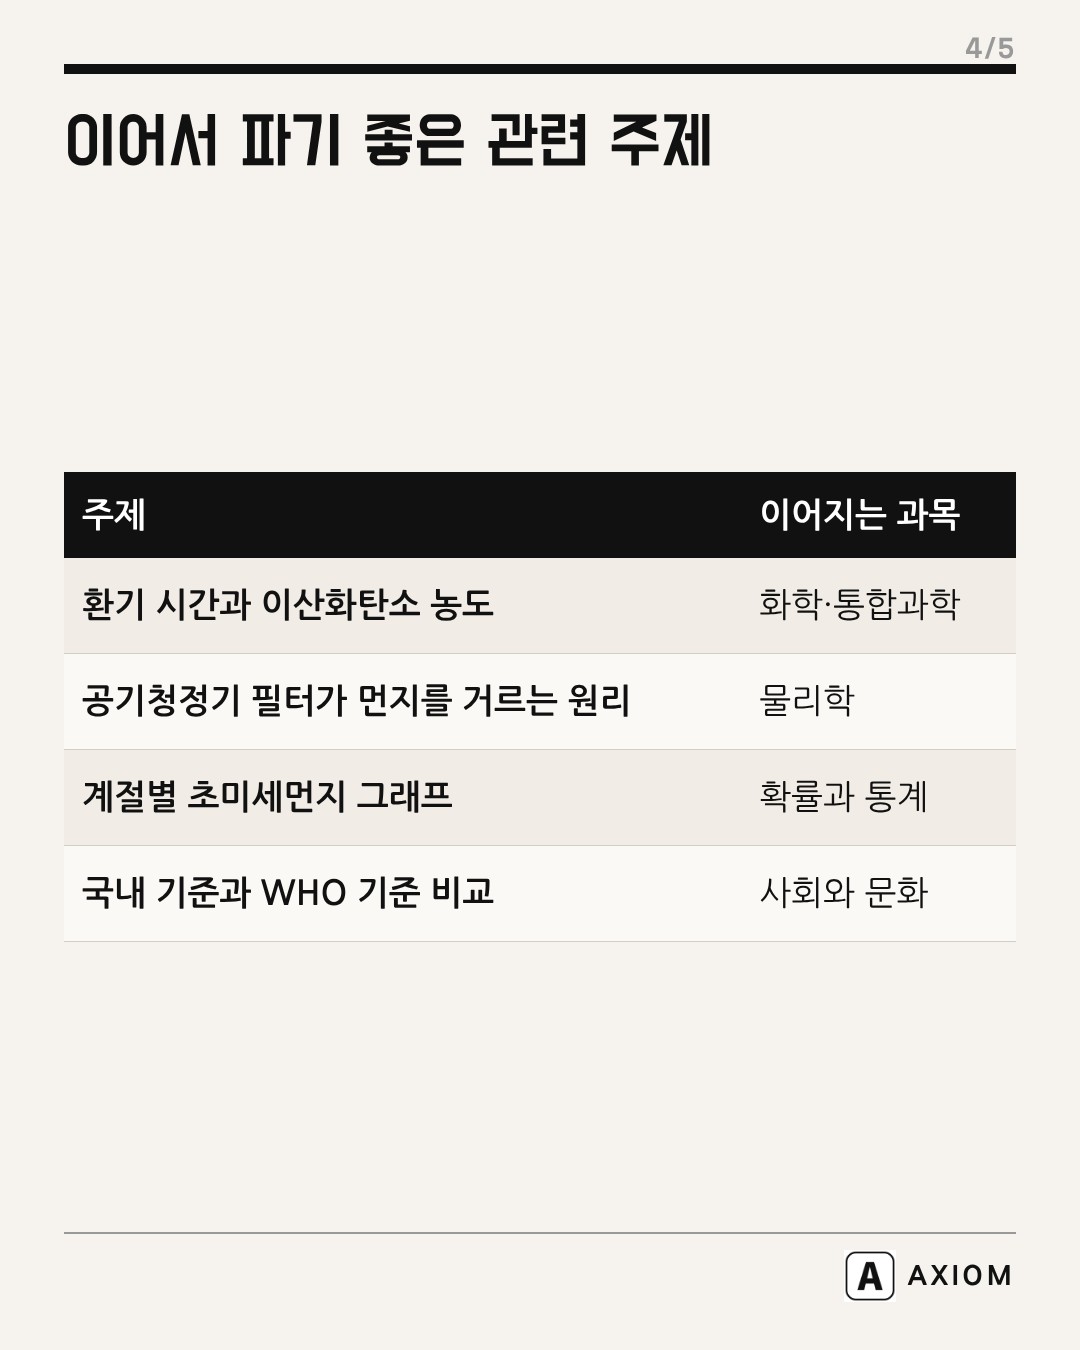 4/5
이어서 파기 좋은 관련 주제
주제 이어지는 과목
환기 시간과 이산화탄소 농도 화학·통합과학
공기청정기 필터가 먼지를 거르는 원리 물리학
계절별 초미세먼지 그래프 확률과 통계
국내 기준과 WHO 기준 비교 사회와 문화
A AXIOM